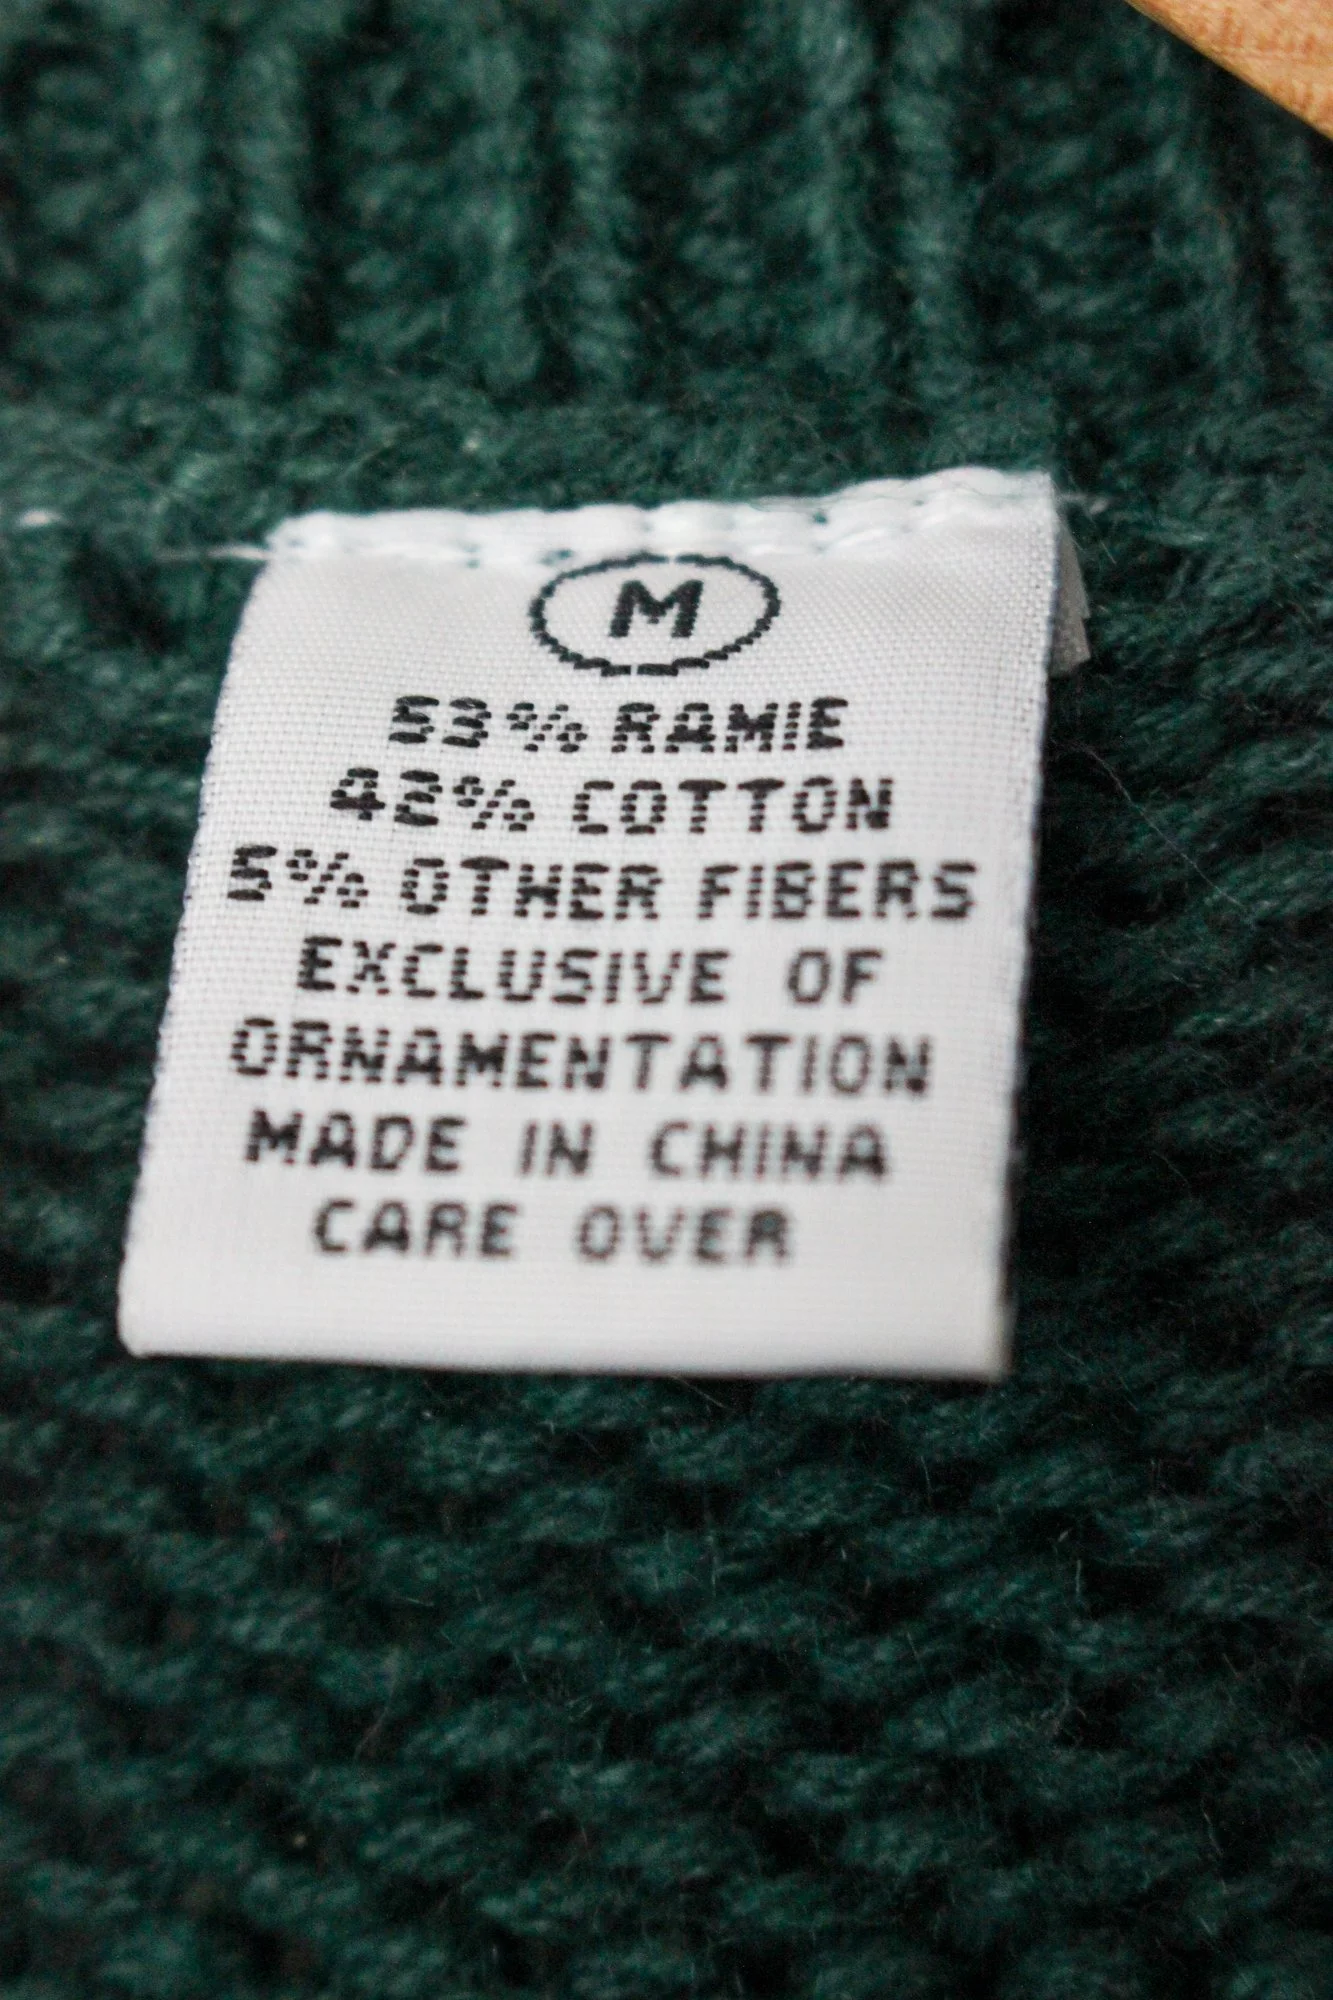 M
53% RAMIE
42% COTTON
5% OTHER FIBERS
EXCLUSIVE OF
ORNAMENTATION
MADE IN CHINA
CARE OVER